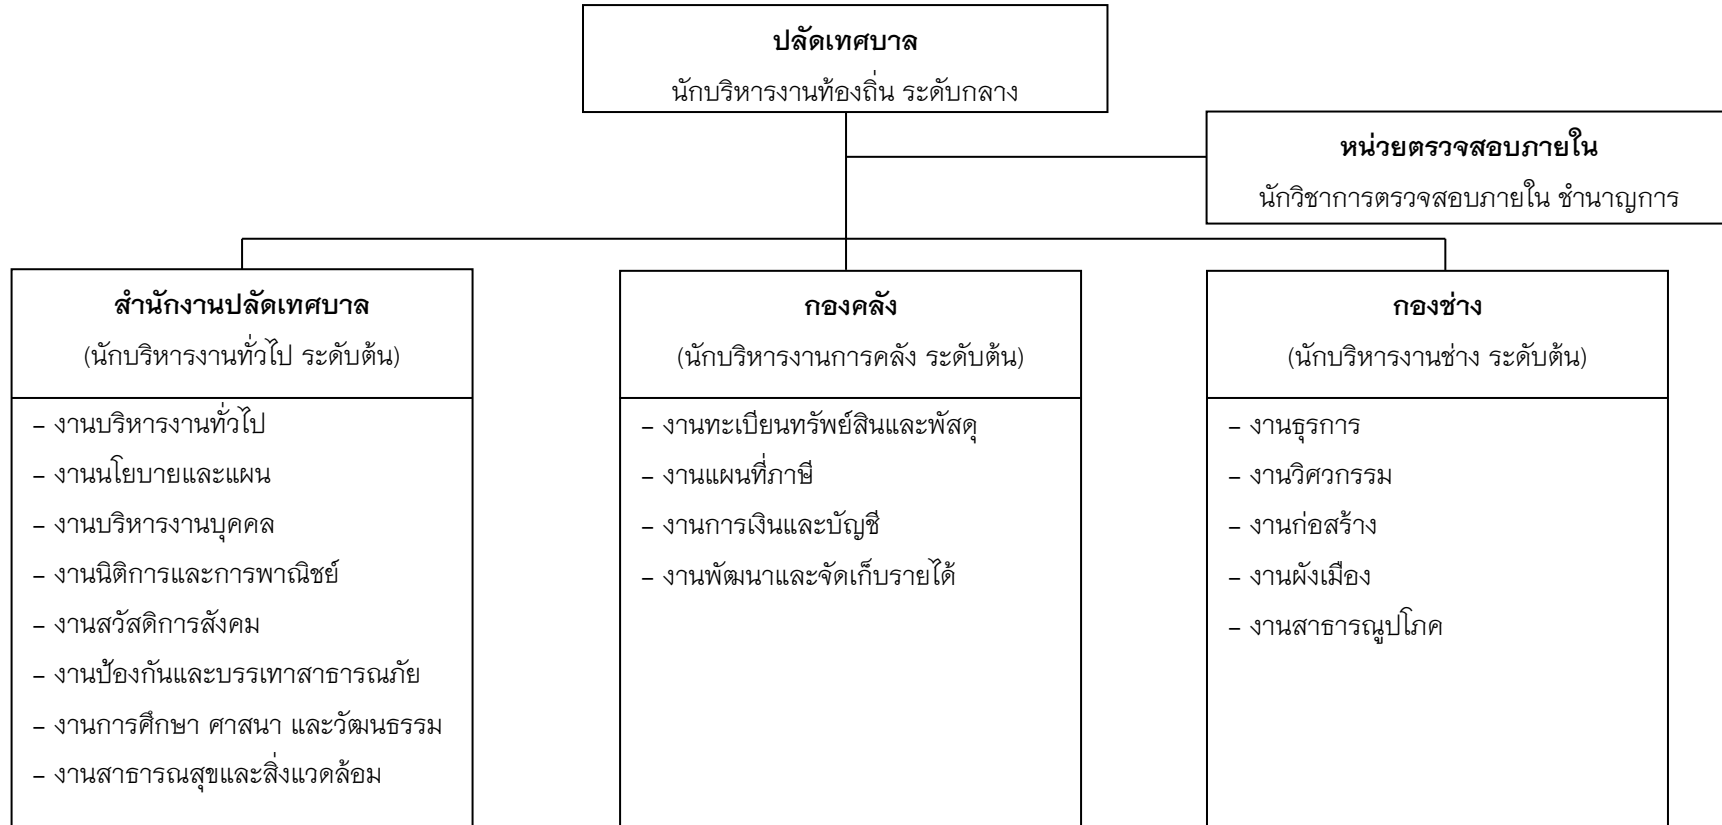 ปลัดเทศบาล
นักบริหารงานท้องถิ่น ระดับกลาง
หน่วยตรวจสอบภายใน
นักวิชาการตรวจสอบภายใน ชำนาญการ
สำนักงานปลัดเทศบาล
(นักบริหารงานทั่วไป ระดับต้น)
– งานบริหารงานทั่วไป
– งานนโยบายและแผน
– งานบริหารงานบุคคล
– งานนิติการและการพาณิชย์
– งานสวัสดิการสังคม
– งานป้องกันและบรรเทาสาธารณภัย
– งานการศึกษา ศาสนา และวัฒนธรรม
– งานสาธารณสุขและสิ่งแวดล้อม
กองคลัง
(นักบริหารงานการคลัง ระดับต้น)
– งานทะเบียนทรัพย์สินและพัสดุ
– งานแผนที่ภาษี
– งานการเงินและบัญชี
– งานพัฒนาและจัดเก็บรายได้
กองช่าง
(นักบริหารงานช่าง ระดับต้น)
– งานธุรการ
– งานวิศวกรรม
– งานก่อสร้าง
– งานผังเมือง
– งานสาธารณูปโภค